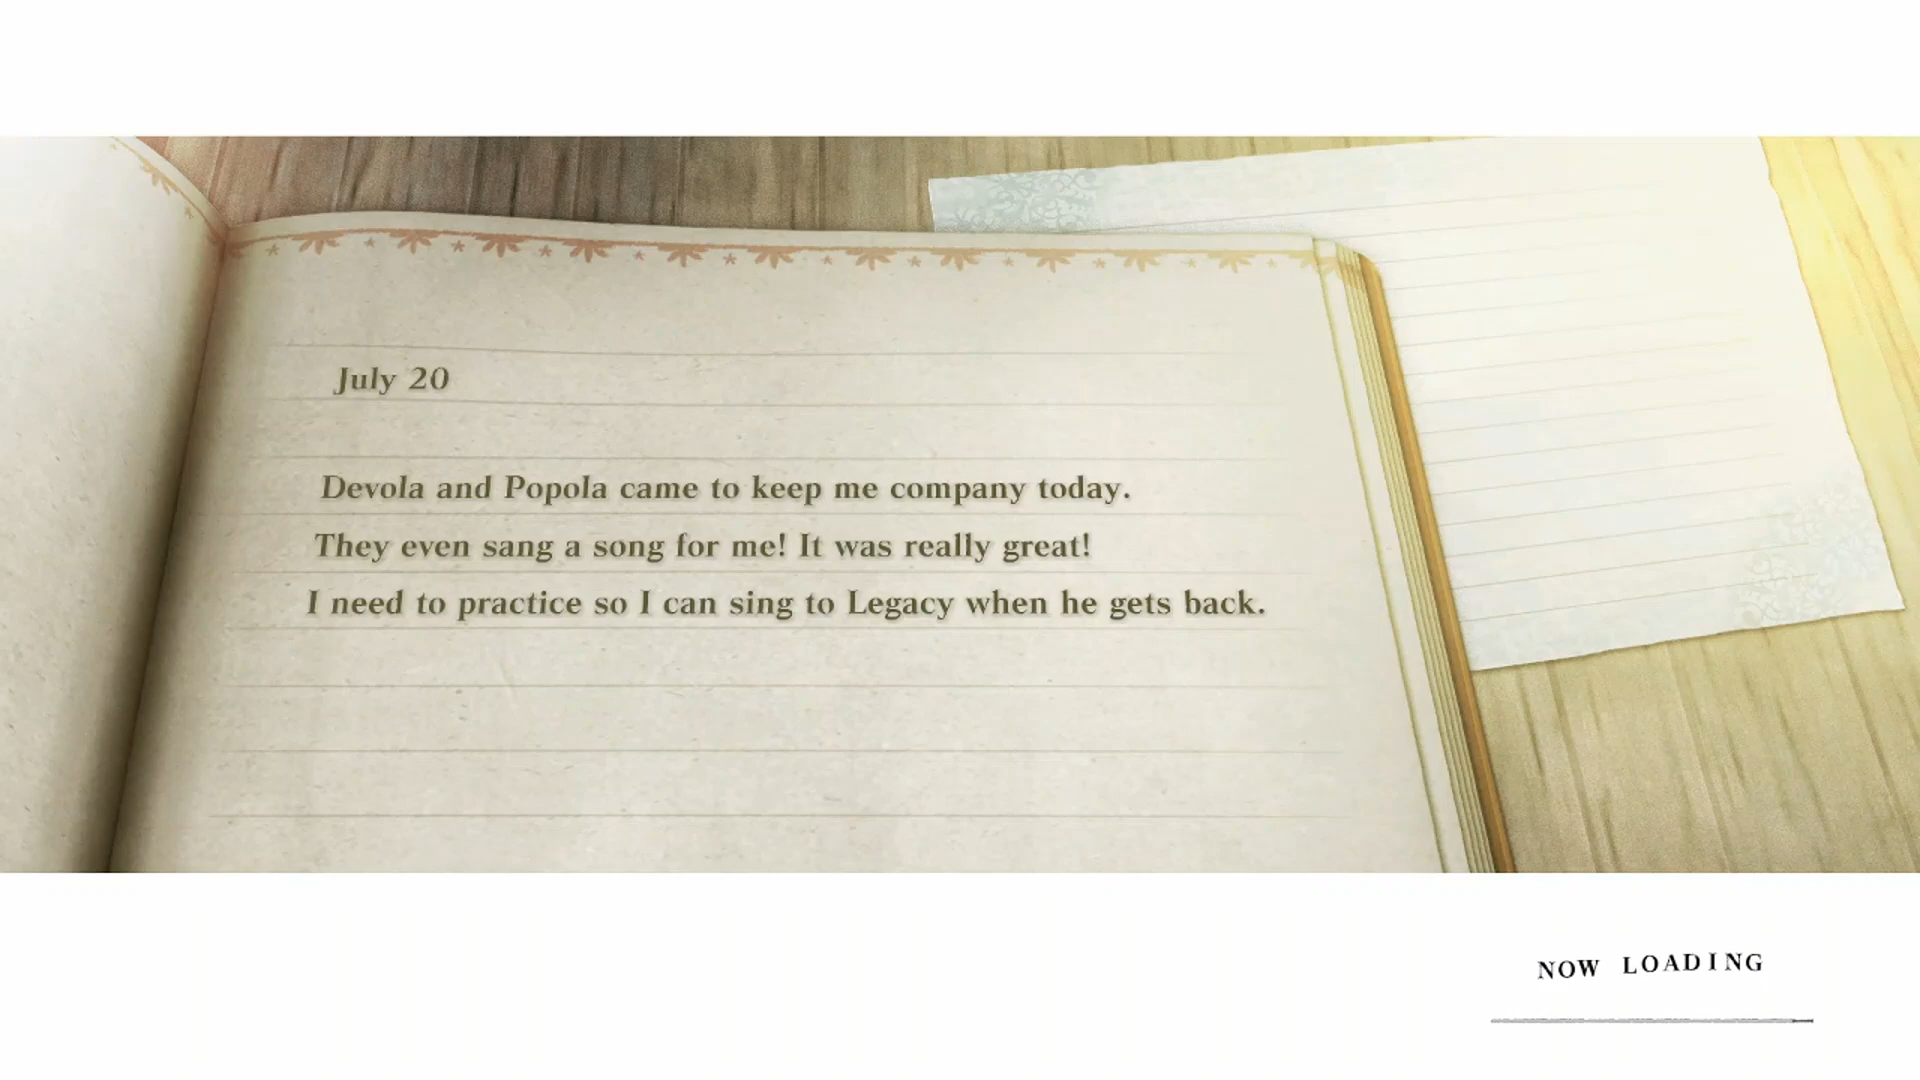 July 20
Devola and Popola came to keep me company today.
They even sang a song for me! It was really great!
I need to practice so I can sing to Legacy when he gets back.
NOW LOADING